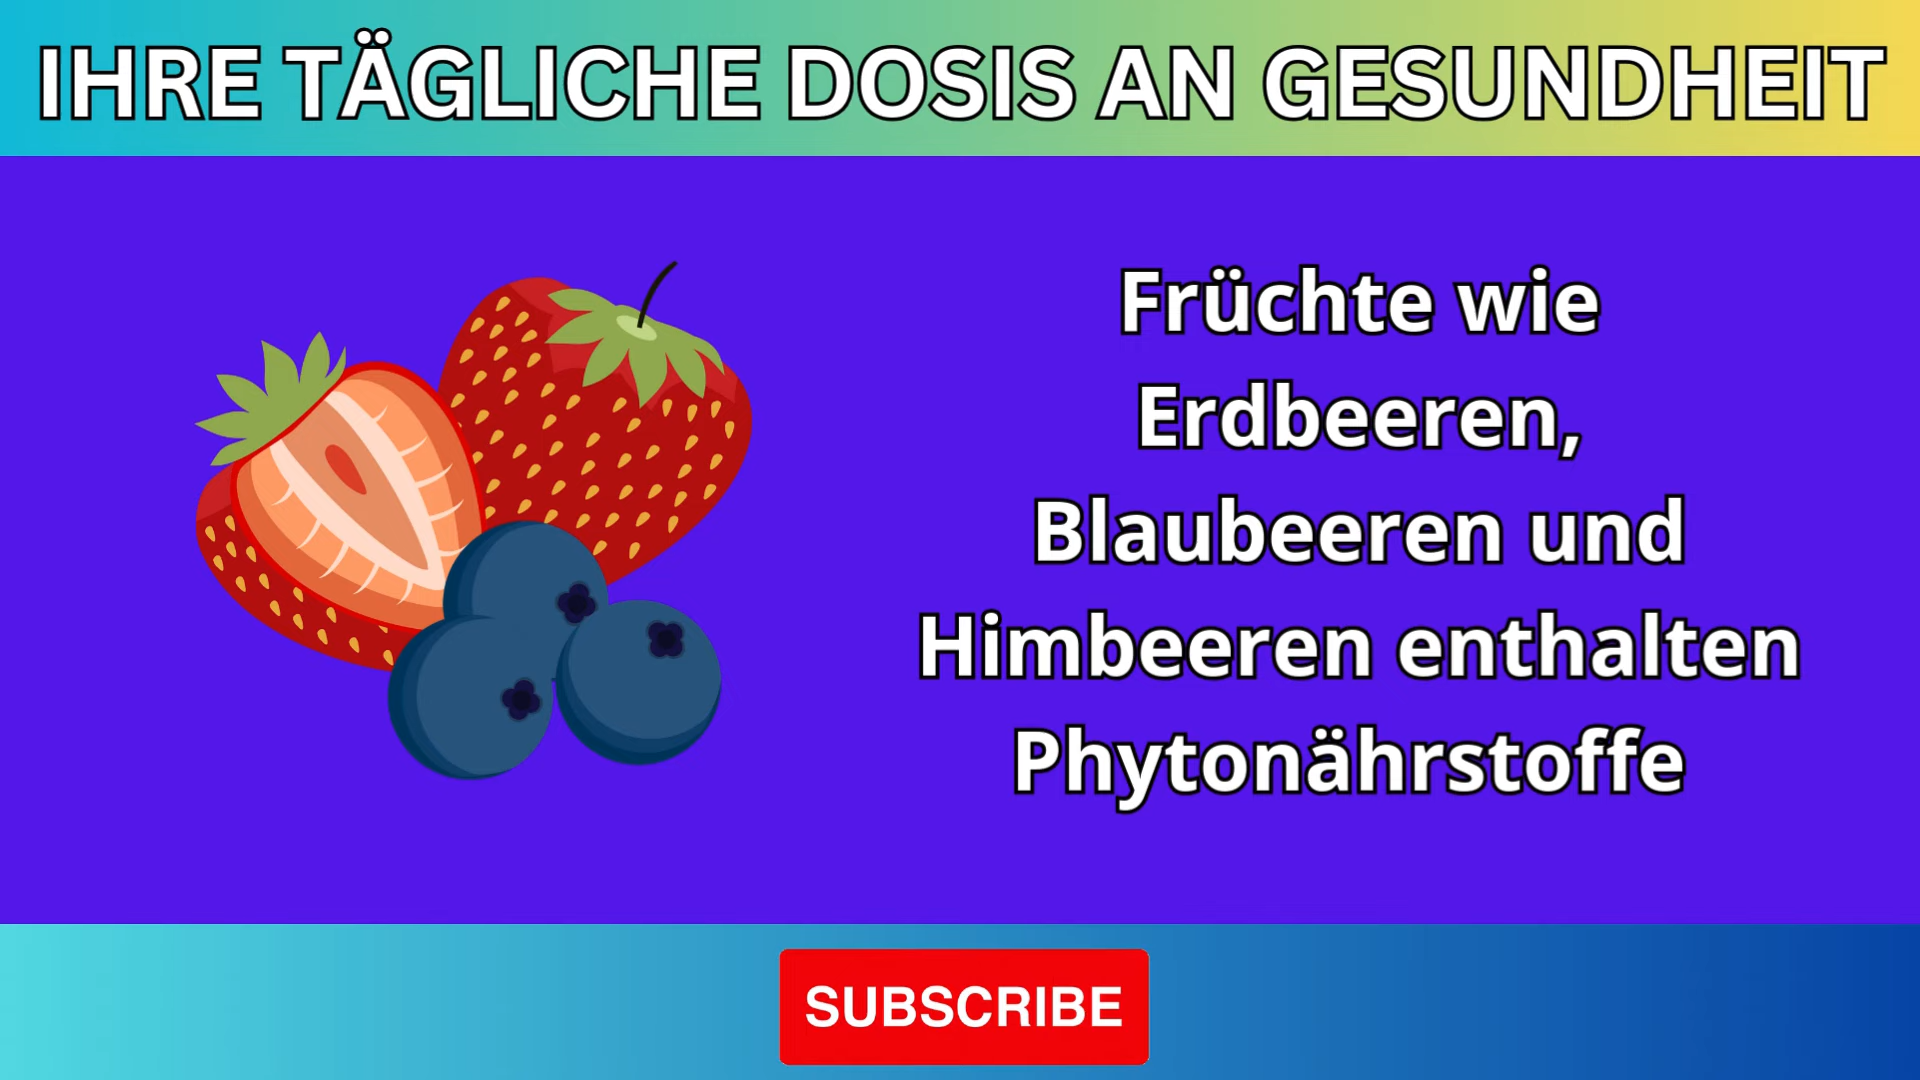 IHRE TÄGLICHE DOSIS AN GESUNDHEIT
Früchte wie
Erdbeeren,
Blaubeeren und
Himbeeren enthalten
Phytonährstoffe
SUBSCRIBE